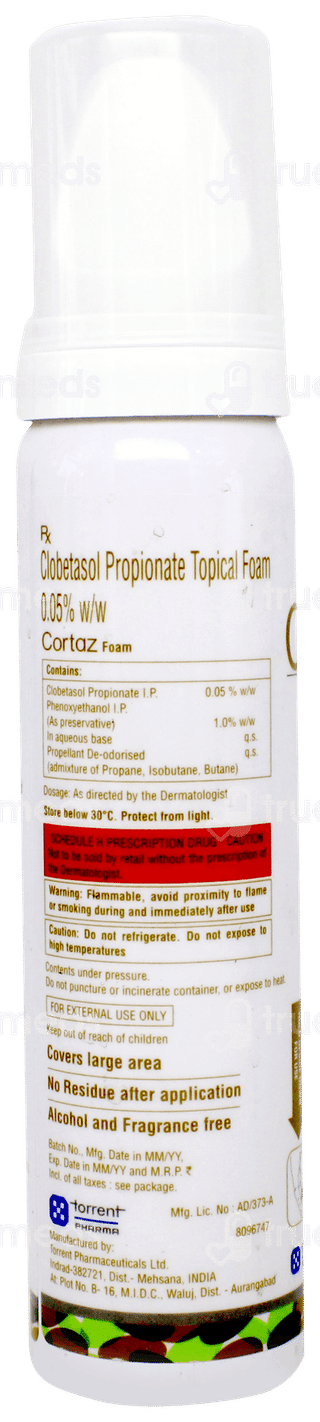 Rx
Clobetasol Propionate Topical Foam
0.05% w/w
Cortaz Foam
Contains:
Clobetasol Propionate I.P. 0.05 % w/w
Phenoxyethanol I.P.
(As preservative) 1.0% w/w
In aqueous base q.s.
Propellant De-odorised q.s.
(admixture of Propane, Isobutane, Butane)
Dosage: As directed by the Dermatologist
Store below 30°C. Protect from light.
SCHEDULE H PRESCRIPTION DRUG - CAUTION
Not to be sold by retail without the prescription of
the Dermatologist.
Warning: Flammable, avoid proximity to flame
or smoking during and immediately after use
Caution: Do not refrigerate. Do not expose to
high temperatures
Contents under pressure.
Do not puncture or incinerate container, or expose to heat
FOR EXTERNAL USE ONLY
Keep out of reach of children
Covers large area
No Residue after application
Alcohol and Fragrance free
Batch No., Mfg. Date in MM/YY,
Exp. Date in MM/YY and M.R.P. ₹
Incl. of all taxes : see package.
torrent
PHARMA
Mfg. Lic. No : AD/373-A
8096747
Manufactured by:
Torrent Pharmaceuticals Ltd.
Indrad-382721, Dist.- Mehsana, INDIA
At: Plot No. B-16, M.I.D.C., Waluj, Dist. - Aurangabad
FOR USE